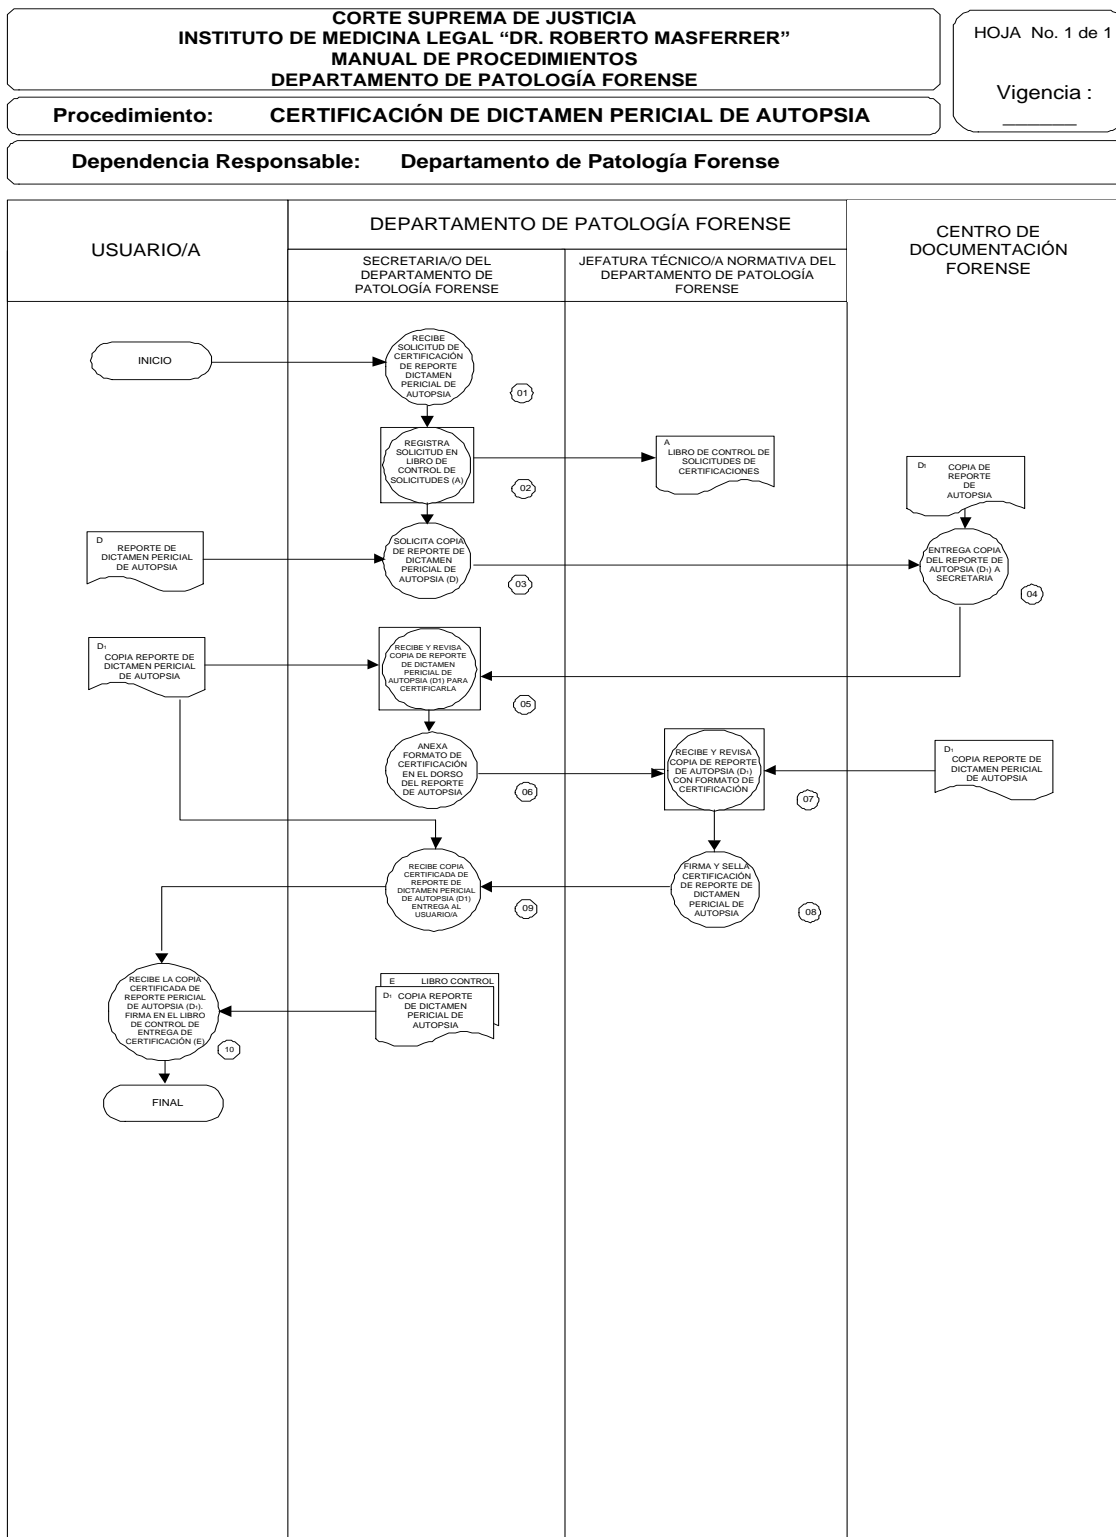 CORTE SUPREMA DE JUSTICIA
INSTITUTO DE MEDICINA LEGAL “DR. ROBERTO MASFERRER”
MANUAL DE PROCEDIMIENTOS
DEPARTAMENTO DE PATOLOGÍA FORENSE
HOJA No. 1 de 1
Vigencia :
Procedimiento: CERTIFICACIÓN DE DICTAMEN PERICIAL DE AUTOPSIA
Dependencia Responsable: Departamento de Patología Forense
USUARIO/A
DEPARTAMENTO DE PATOLOGÍA FORENSE
SECRETARIA/O DEL
DEPARTAMENTO DE
PATOLOGÍA FORENSE
JEFATURA TÉCNICO/A NORMATIVA DEL
DEPARTAMENTO DE PATOLOGÍA
FORENSE
CENTRO DE
DOCUMENTACIÓN
FORENSE
INICIO
RECIBE
SOLICITUD DE
CERTIFICACIÓN
DE REPORTE
DICTAMEN
PERICIAL DE
AUTOPSIA
01
REGISTRA
SOLICITUD EN
LIBRO DE
CONTROL DE
SOLICITUDES (A)
02
A
LIBRO DE CONTROL DE
SOLICITUDES DE
CERTIFICACIONES
D1 COPIA DE
REPORTE
DE
AUTOPSIA
D
REPORTE DE
DICTAMEN PERICIAL
DE AUTOPSIA
SOLICITA COPIA
DE REPORTE DE
DICTAMEN
PERICIAL DE
AUTOPSIA (D)
03
ENTREGA COPIA
DEL REPORTE DE
AUTOPSIA (D1) A
SECRETARIA
04
D1
COPIA REPORTE DE
DICTAMEN PERICIAL
DE AUTOPSIA
RECIBE Y REVISA
COPIA DE REPORTE
DE DICTAMEN
PERICIAL DE
AUTOPSIA (D1) PARA
CERTIFICARLA
05
ANEXA
FORMATO DE
CERTIFICACIÓN
EN EL DORSO
DEL REPORTE
DE AUTOPSIA
06
RECIBE Y REVISA
COPIA DE REPORTE
DE AUTOPSIA (D1)
CON FORMATO DE
CERTIFICACIÓN
07
D1
COPIA REPORTE DE
DICTAMEN PERICIAL
DE AUTOPSIA
RECIBE COPIA
CERTIFICADA DE
REPORTE DE
DICTAMEN PERICIAL
DE AUTOPSIA (D1)
ENTREGA AL
USUARIO/A
09
FIRMA Y SELLA
CERTIFICACIÓN
DE REPORTE DE
DICTAMEN
PERICIAL DE
AUTOPSIA
08
RECIBE LA COPIA
CERTIFICADA DE
REPORTE PERICIAL
DE AUTOPSIA (D1).
FIRMA EN EL LIBRO
DE CONTROL DE
ENTREGA DE
CERTIFICACIÓN (E)
10
E LIBRO CONTROL
D1 COPIA REPORTE
DE DICTAMEN
PERICIAL DE
AUTOPSIA
FINAL